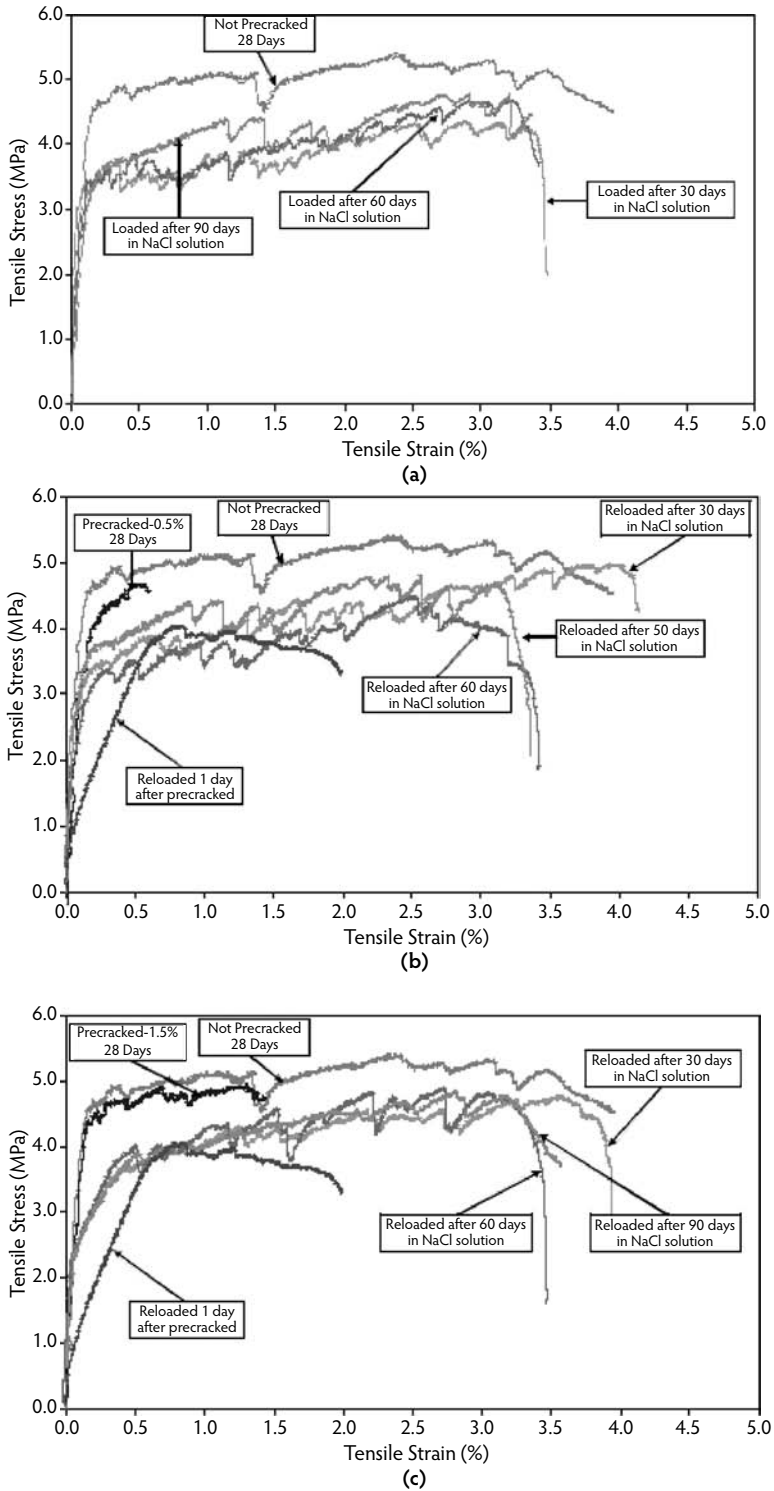 6.0
Not Precracked
28 Days
5.0
4.0
3.0
2.0
1.0
0.0
Tensile Stress (MPa)
Loaded after 90 days
in NaCl solution
Loaded after 60 days
in NaCl solution
Loaded after 30 days
in NaCl solution
0.0 0.5 1.0 1.5 2.0 2.5 3.0 3.5 4.0 4.5 5.0
Tensile Strain (%)
(a)
6.0
5.0
4.0
3.0
2.0
1.0
0.0
Tensile Stress (MPa)
Precracked-0.5%
28 Days
Not Precracked
28 Days
Reloaded after 30 days
in NaCl solution
Reloaded after 50 days
in NaCl solution
Reloaded after 60 days
in NaCl solution
Reloaded 1 day
after precracked
0.0 0.5 1.0 1.5 2.0 2.5 3.0 3.5 4.0 4.5 5.0
Tensile Strain (%)
(b)
6.0
5.0
4.0
3.0
2.0
1.0
0.0
Tensile Stress (MPa)
Precracked-1.5%
28 Days
Not Precracked
28 Days
Reloaded after 30 days
in NaCl solution
Reloaded after 60 days
in NaCl solution
Reloaded after 90 days
in NaCl solution
Reloaded 1 day
after precracked
0.0 0.5 1.0 1.5 2.0 2.5 3.0 3.5 4.0 4.5 5.0
Tensile Strain (%)
(c)